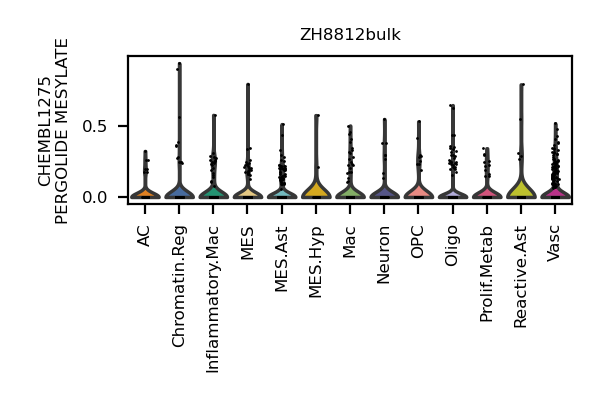 ZH8812bulk
CHEMBL1275
PERGOLIDE MESYLATE
0.5
0.0
AC
Chromatin.Reg
Inflammatory.Mac
MES
MES.Ast
MES.Hyp
Mac
Neuron
OPC
Oligo
Prolif.Metab
Reactive.Ast
Vasc